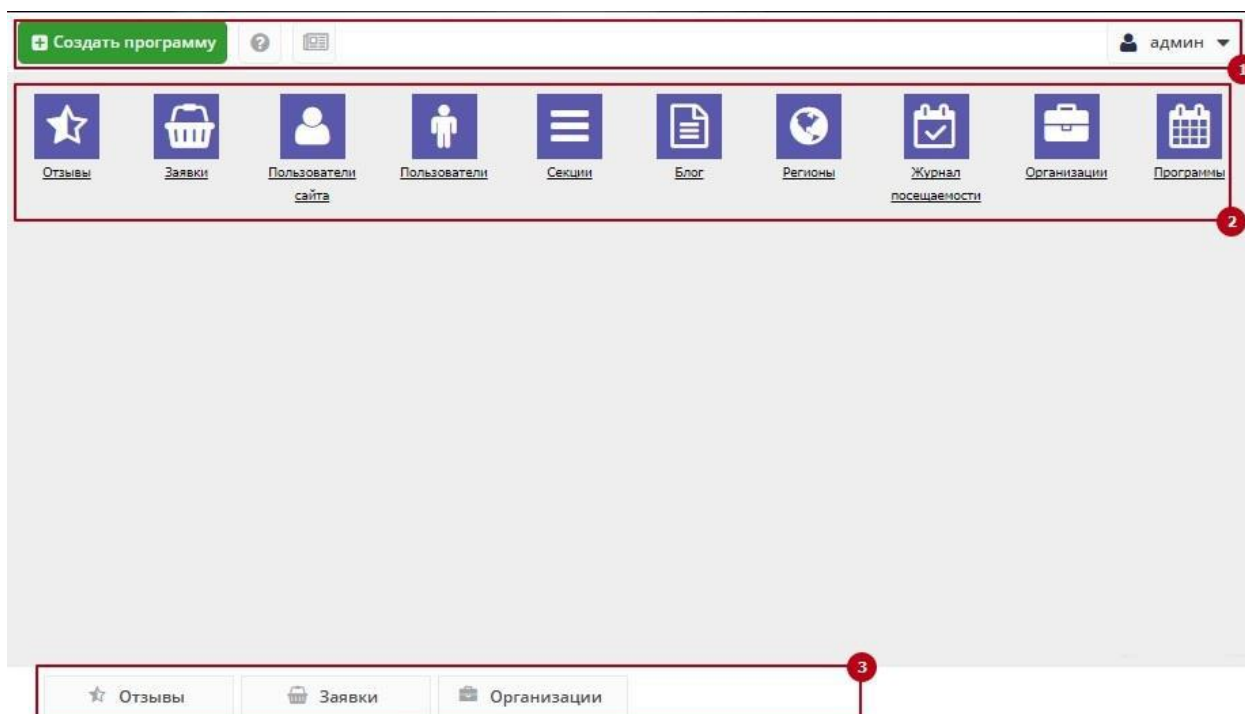 Создать программу
админ
1
Отзывы
Заявки
Пользователи
сайта
Пользователи
Секции
Блог
Регионы
Журнал
посещаемости
Организации
Программы
2
3
Отзывы
Заявки
Организации